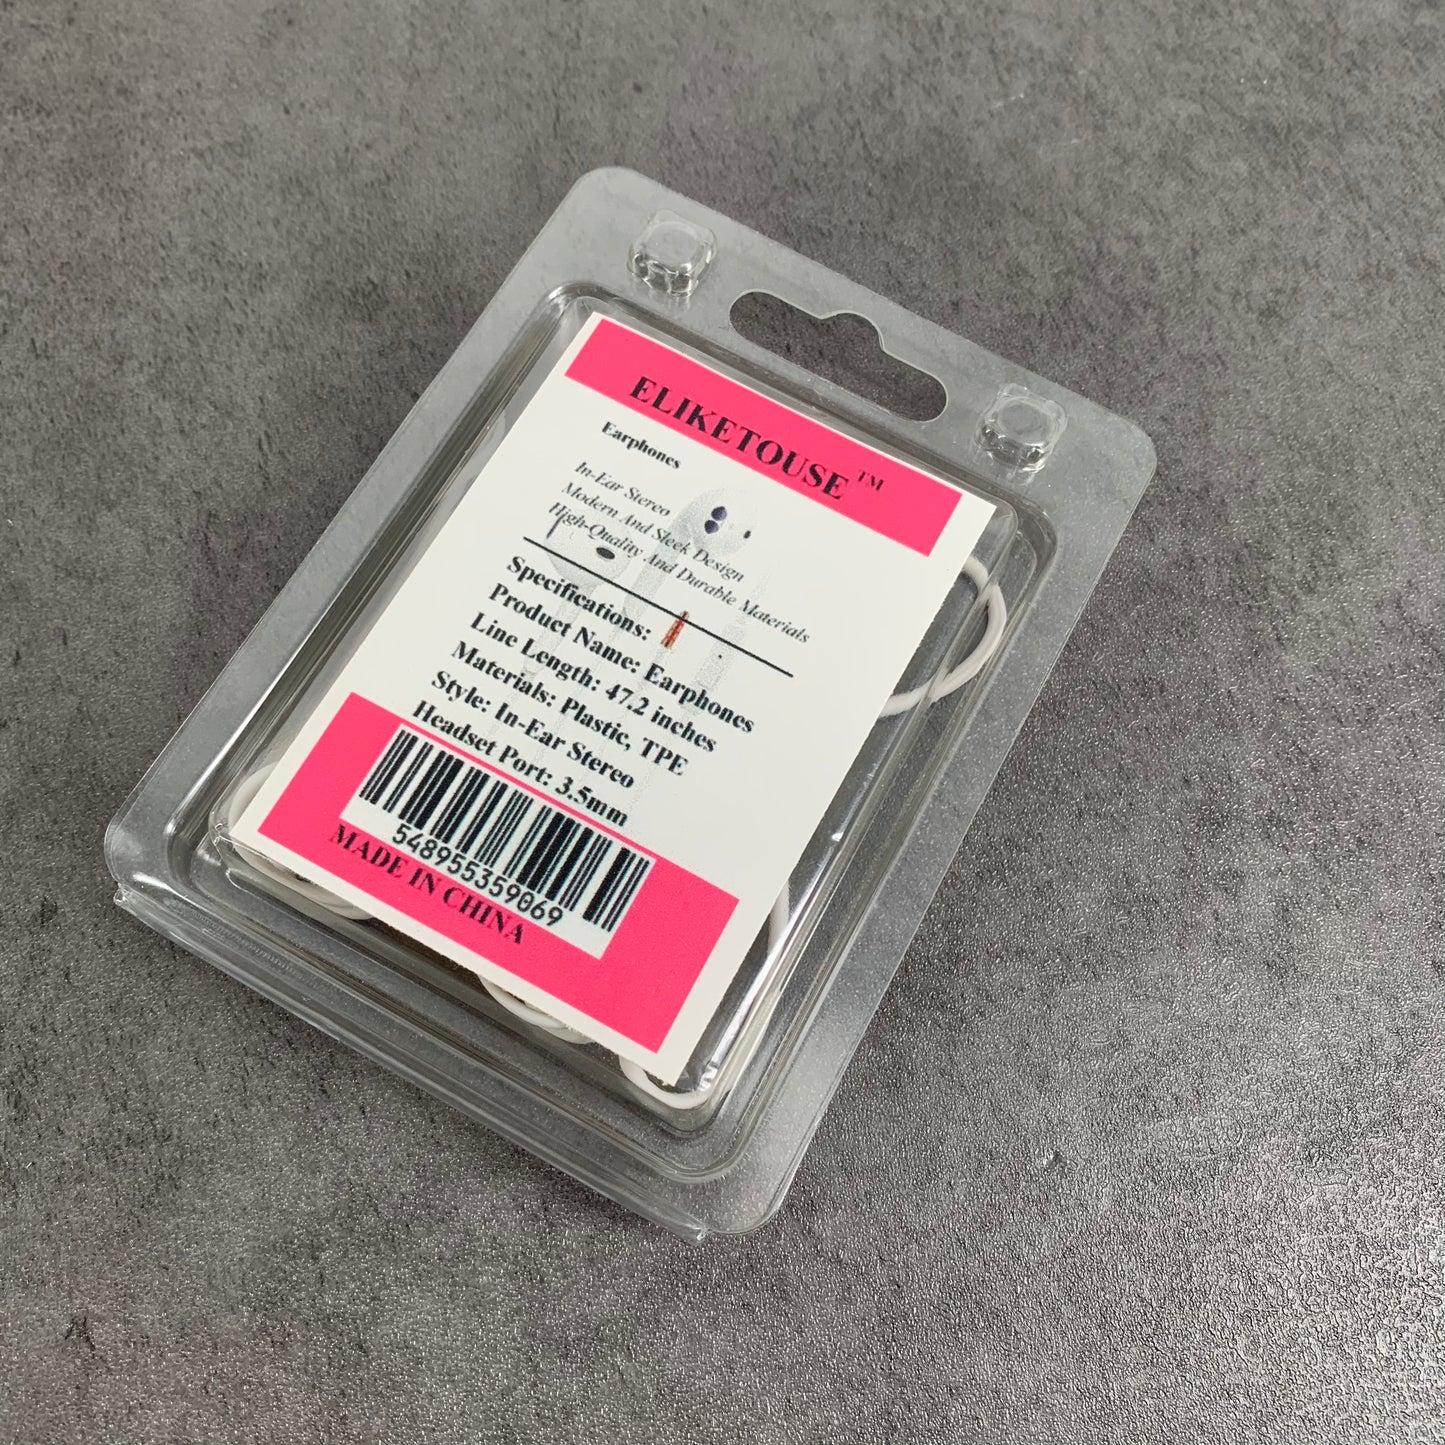 ELIKETOUSE™
Earphones
In-Ear Stereo
Modern And Sleek Design
High-Quality And Durable Materials
Specifications:
Product Name: Earphones
Line Length: 47.2 inches
Materials: Plastic, TPE
Style: In-Ear Stereo
Headset Port: 3.5mm
548955359069
MADE IN CHINA